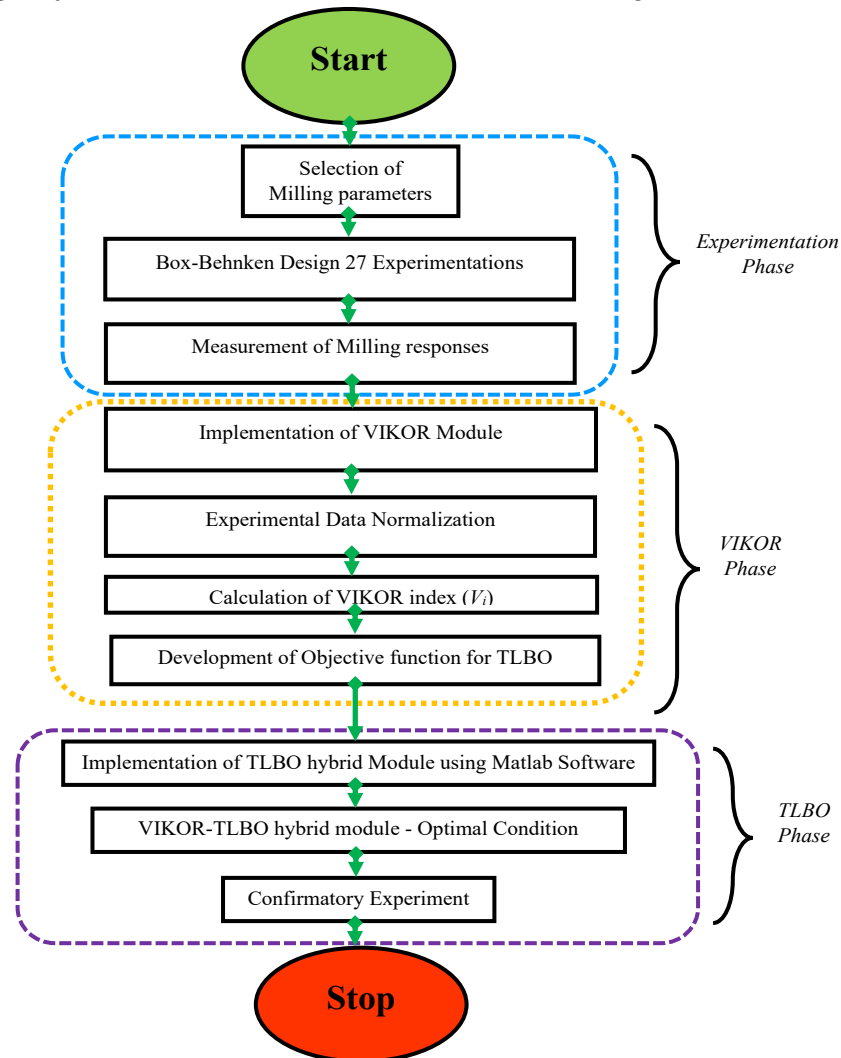 Start
Selection of
Milling parameters
Experimentation
Phase
Box-Behnken Design 27 Experimentations
Measurement of Milling responses
Implementation of VIKOR Module
Experimental Data Normalization
VIKOR
Phase
Calculation of VIKOR index (Vi)
Development of Objective function for TLBO
Implementation of TLBO hybrid Module using Matlab Software
VIKOR-TLBO hybrid module - Optimal Condition
TLBO
Phase
Confirmatory Experiment
Stop